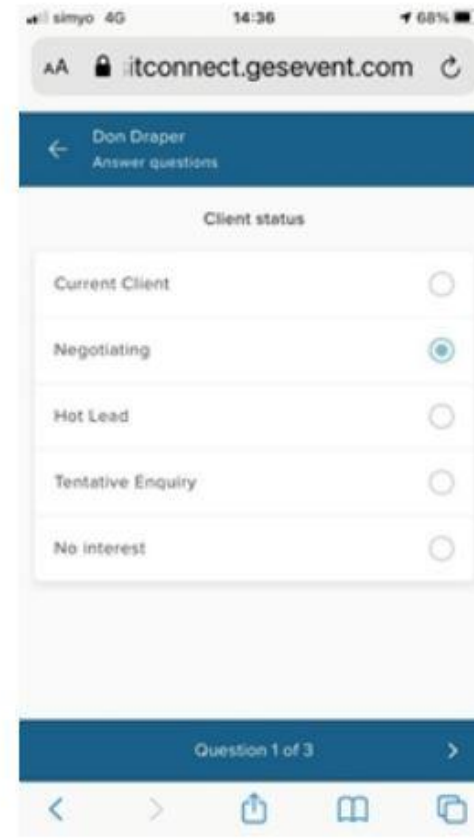 simyo 4G 14:36 68%
AA itconnect.gesevent.com
Don Draper
Answer questions
Client status
Current Client
Negotiating
Hot Lead
Tentative Enquiry
No interest
Question 1 of 3